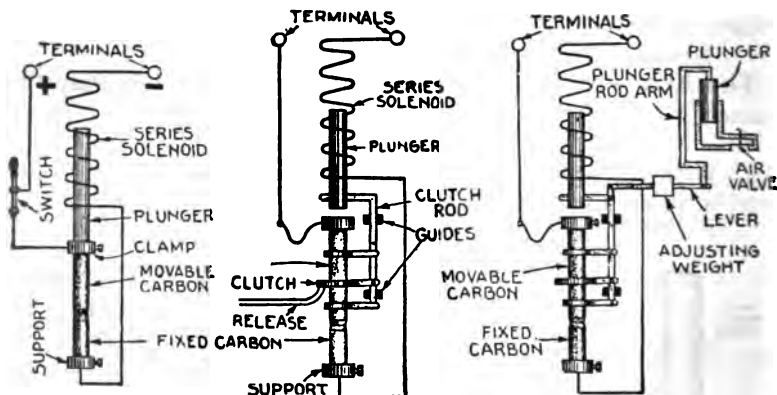 TERMINALS
+
−
SERIES
SOLENOID
SWITCH
PLUNGER
CLAMP
MOVABLE
CARBON
SUPPORT
FIXED CARBON
TERMINALS
SERIES
SOLENOID
PLUNGER
CLUTCH
ROD
GUIDES
CLUTCH
RELEASE
SUPPORT
TERMINALS
PLUNGER
PLUNGER
ROD ARM
AIR
VALVE
LEVER
ADJUSTING
WEIGHT
MOVABLE
CARBON
FIXED
CARBON